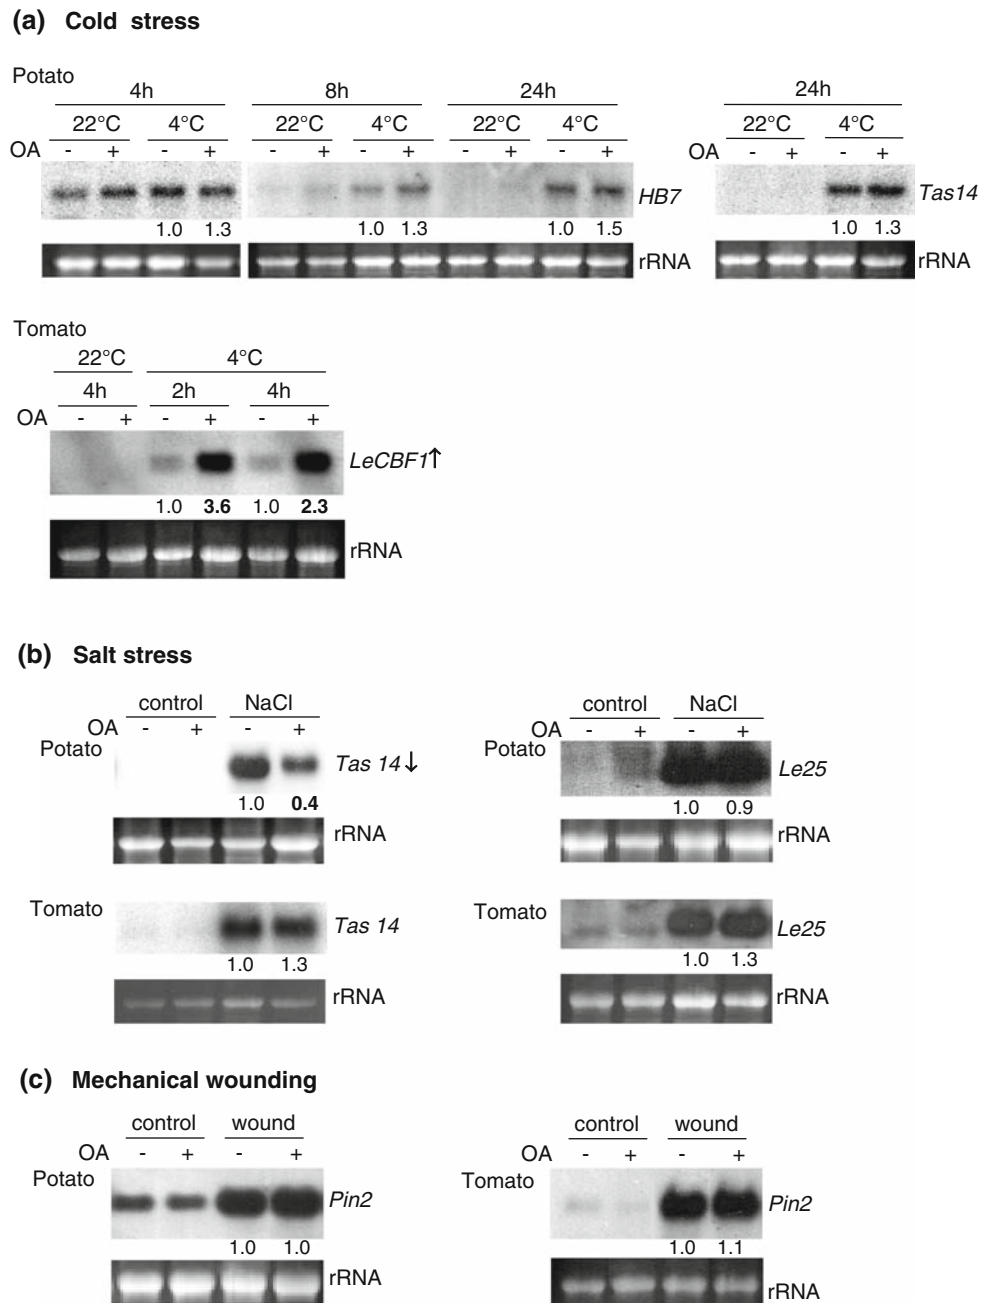 (a) Cold stress
Potato
4h 8h 24h 24h
22°C 4°C 22°C 4°C 22°C 4°C 22°C 4°C
OA - + - + - + - + - + - + OA - + - +
HB7 Tas14
1.0 1.3 1.0 1.3 1.0 1.5 1.0 1.3
rRNA rRNA
Tomato
22°C 4°C
4h 2h 4h
OA - + - + - +
LeCBF1↑
1.0 3.6 1.0 2.3
rRNA
(b) Salt stress
control NaCl control NaCl
OA - + - + OA - + - +
Potato Tas 14↓ Potato Le25
1.0 0.4 1.0 0.9
rRNA rRNA
Tomato Tas 14 Tomato Le25
1.0 1.3 1.0 1.3
rRNA rRNA
(c) Mechanical wounding
control wound control wound
OA - + - + OA - + - +
Potato Pin2 Tomato Pin2
1.0 1.0 1.0 1.1
rRNA rRNA